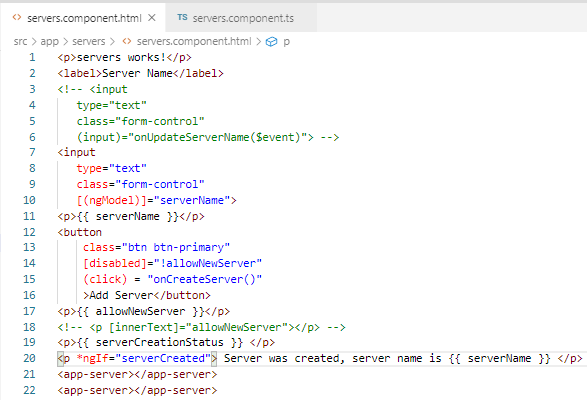 servers.component.html × TS servers.component.ts
src > app > servers > servers.component.html > p
1 <p>servers works!</p>
2 <label>Server Name</label>
3 <!-- <input
4 type="text"
5 class="form-control"
6 (input)="onUpdateServerName($event)"> -->
7 <input
8 type="text"
9 class="form-control"
10 [(ngModel)]="serverName">
11 <p>{{ serverName }}</p>
12 <button
13 class="btn btn-primary"
14 [disabled]="!allowNewServer"
15 (click) = "onCreateServer()"
16 >Add Server</button>
17 <p>{{ allowNewServer }}</p>
18 <!-- <p [innerText]="allowNewServer"></p> -->
19 <p>{{ serverCreationStatus }} </p>
20 <p *ngIf="serverCreated"> Server was created, server name is {{ serverName }} </p>
21 <app-server></app-server>
22 <app-server></app-server>